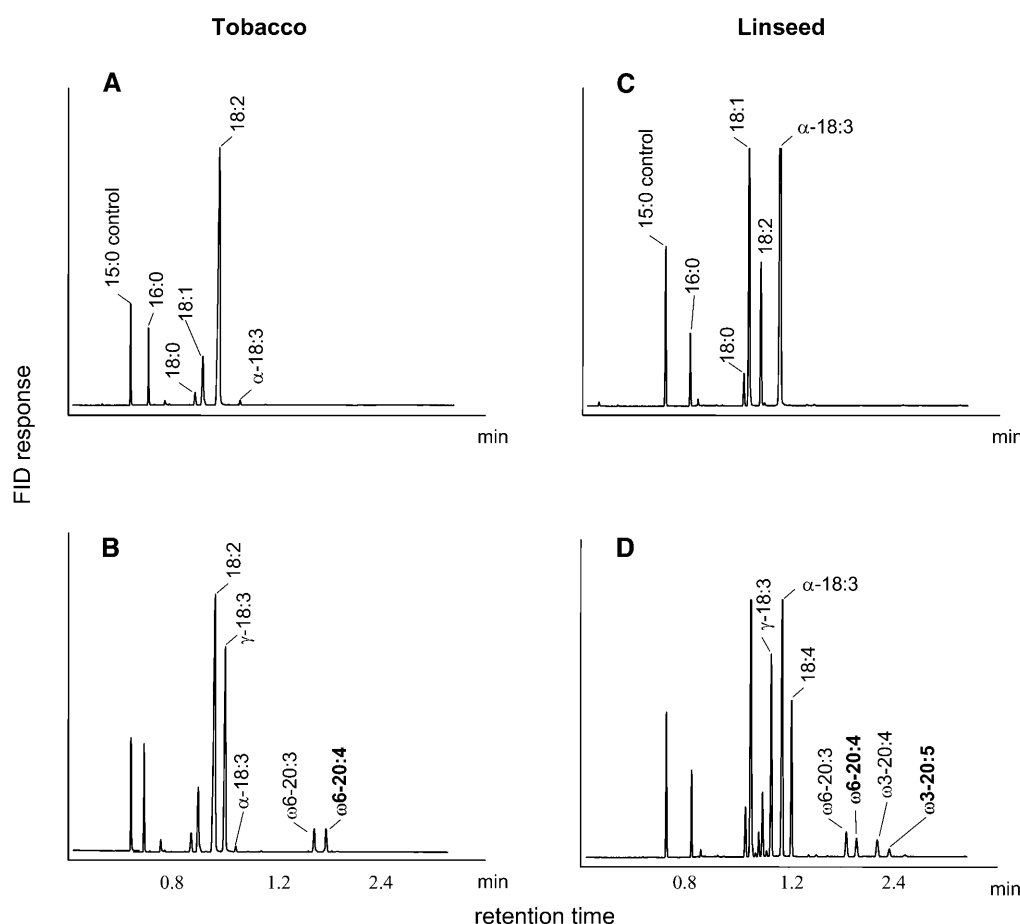 Tobacco
Linseed
A
15:0 control
16:0
18:0
18:1
18:2
α-18:3
min
C
15:0 control
16:0
18:0
18:1
18:2
α-18:3
min
FID response
B
18:2
γ-18:3
α-18:3
ω6-20:3
ω6-20:4
0.8 1.2 2.4 min
D
γ-18:3
α-18:3
18:4
ω6-20:3
ω6-20:4
ω3-20:4
ω3-20:5
0.8 1.2 2.4 min
retention time